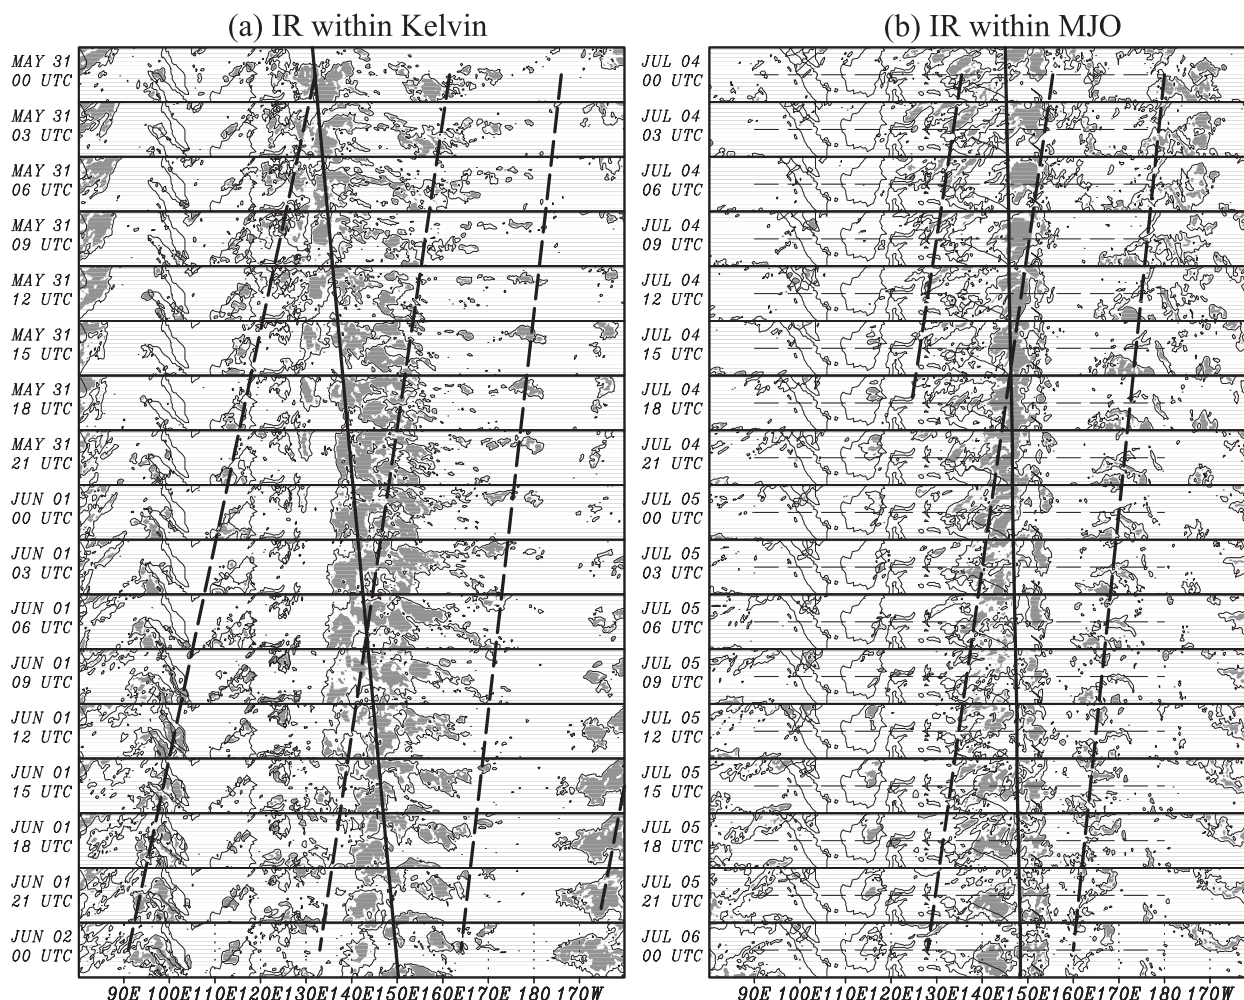 (a) IR within Kelvin
(b) IR within MJO
MAY 31
00 UTC
MAY 31
03 UTC
MAY 31
06 UTC
MAY 31
09 UTC
MAY 31
12 UTC
MAY 31
15 UTC
MAY 31
18 UTC
MAY 31
21 UTC
JUN 01
00 UTC
JUN 01
03 UTC
JUN 01
06 UTC
JUN 01
09 UTC
JUN 01
12 UTC
JUN 01
15 UTC
JUN 01
18 UTC
JUN 01
21 UTC
JUN 02
00 UTC
90E 100E110E120E130E140E150E160E170E 180 170W
JUL 04
00 UTC
JUL 04
03 UTC
JUL 04
06 UTC
JUL 04
09 UTC
JUL 04
12 UTC
JUL 04
15 UTC
JUL 04
18 UTC
JUL 04
21 UTC
JUL 05
00 UTC
JUL 05
03 UTC
JUL 05
06 UTC
JUL 05
09 UTC
JUL 05
12 UTC
JUL 05
15 UTC
JUL 05
18 UTC
JUL 05
21 UTC
JUL 06
00 UTC
90E 100E110E120E130E140E150E160E170E 180 170W